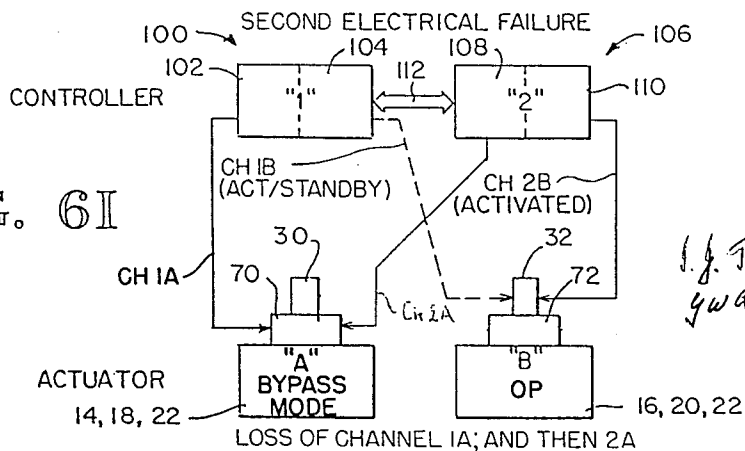 SECOND ELECTRICAL FAILURE
100
102
104
108
106
112
110
CONTROLLER
"1"
"2"
CH 1B
(ACT/STANDBY)
CH 2B
(ACTIVATED)
G. 6I
30
32
CH 1A
70
72
CH 2A
"A"
BYPASS
MODE
"B"
OP
ACTUATOR
14, 18, 22
16, 20, 22
LOSS OF CHANNEL 1A; AND THEN 2A